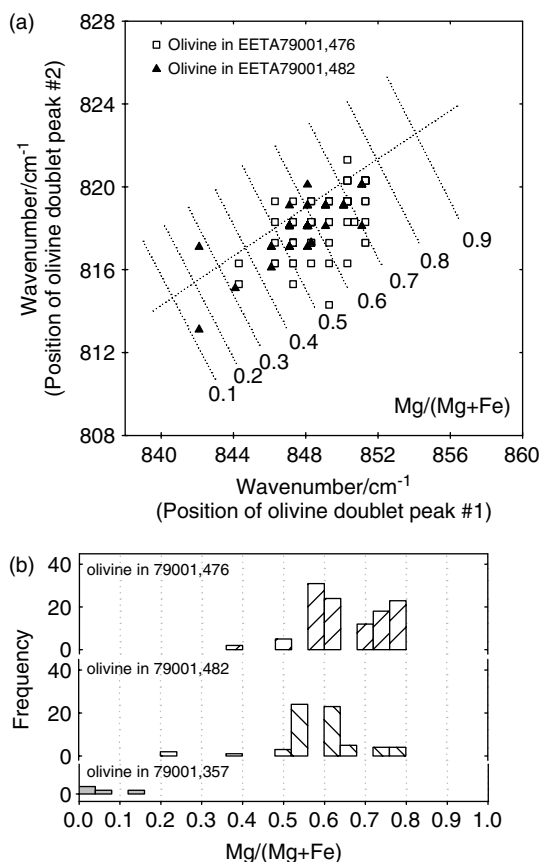 (a)
828
824
820
816
812
808
Wavenumber/cm-1
(Position of olivine doublet peak #2)
Olivine in EETA79001,476
Olivine in EETA79001,482
0.9
0.8
0.7
0.6
0.5
0.4
0.3
0.2
0.1
Mg/(Mg+Fe)
840 844 848 852 856 860
Wavenumber/cm-1
(Position of olivine doublet peak #1)
(b)
40
20
0
olivine in 79001,476
40
20
0
olivine in 79001,482
0
olivine in 79001,357
Frequency
0.0 0.1 0.2 0.3 0.4 0.5 0.6 0.7 0.8 0.9 1.0
Mg/(Mg+Fe)